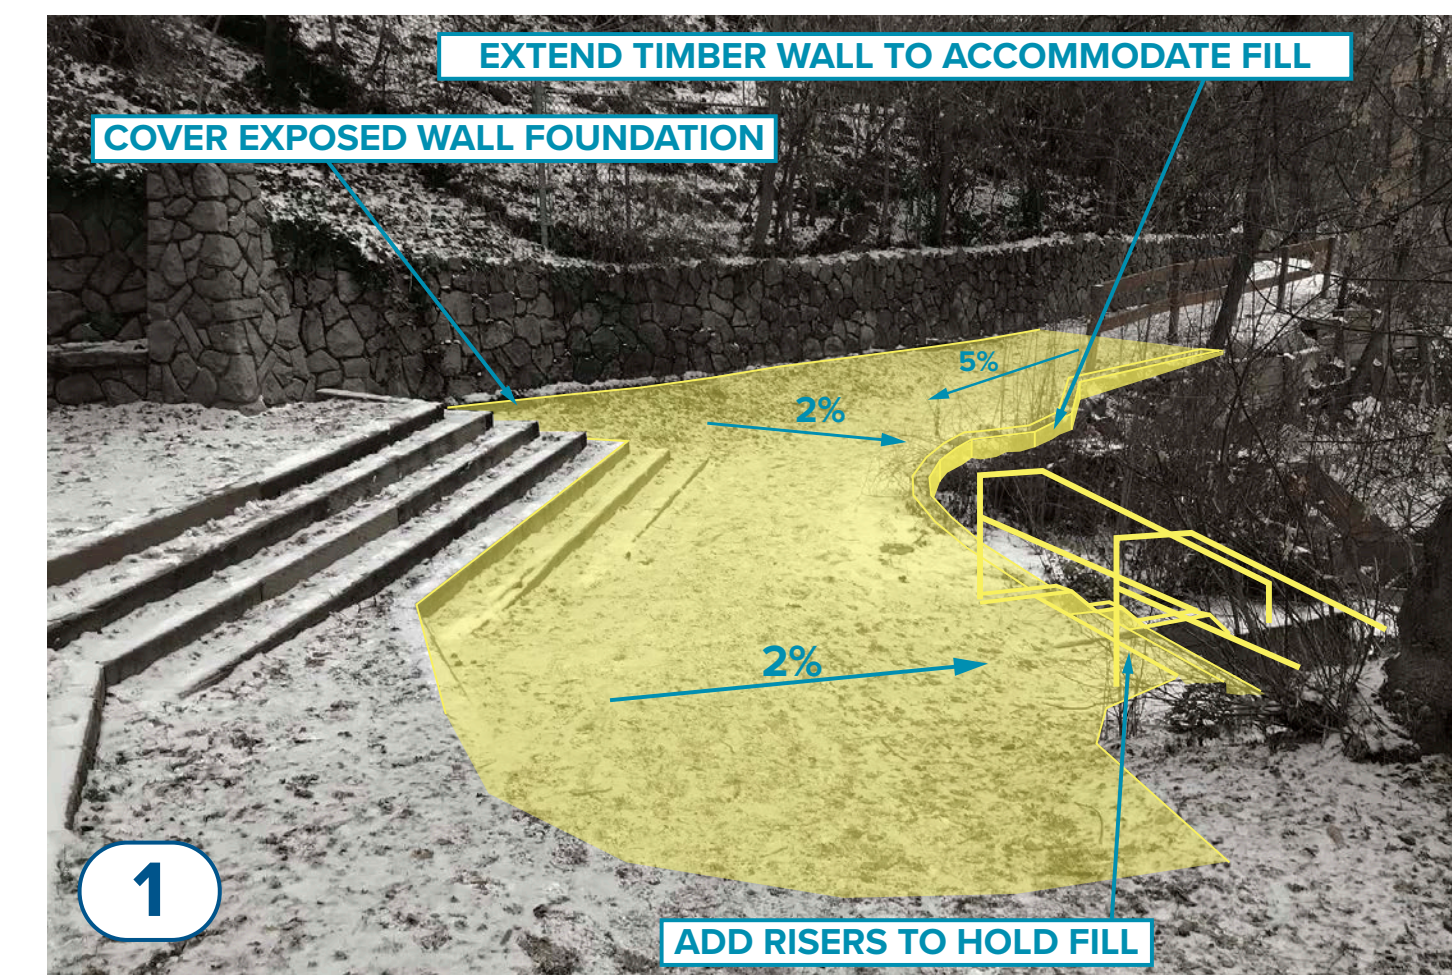 EXTEND TIMBER WALL TO ACCOMMODATE FILL
COVER EXPOSED WALL FOUNDATION
5%
2%
2%
1
ADD RISERS TO HOLD FILL